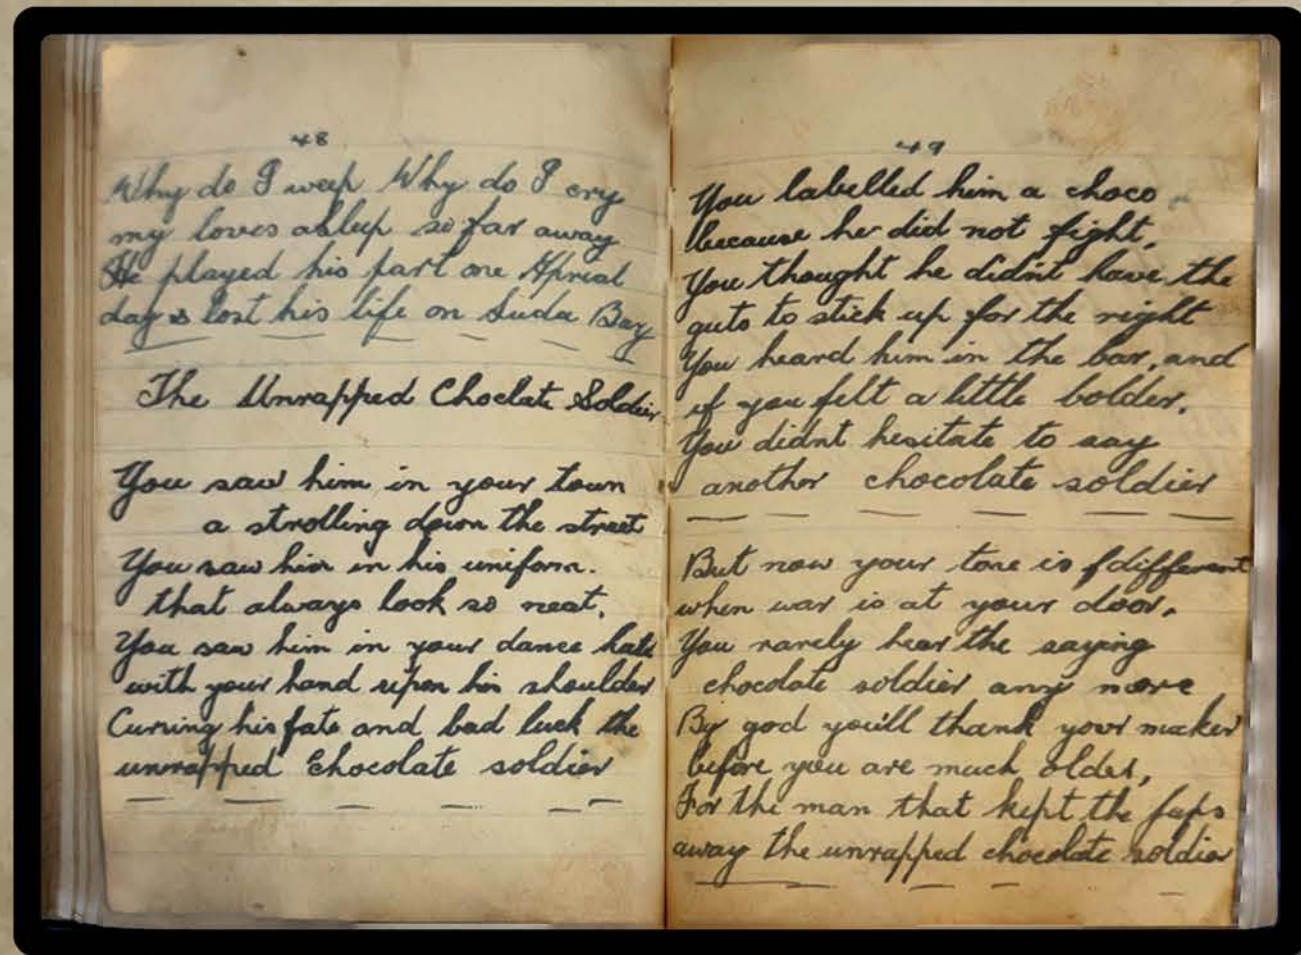 48
Why do I weep Why do I cry
my loves asleep so far away
He played his part one Aprial
day & lost his life on Suda Bay
The Unrapped Choclate Soldier
You saw him in your town
a strolling down the street
You saw him in his uniform.
that always look so neat.
You saw him in your dance hall
with your hand upon his shoulder
Cursing his fate and bad luck the
unrapped Chocolate soldier
49
You labelled him a choco
because he did not fight.
You thought he didn't have the
guts to stick up for the right
You heard him in the bar, and
if you felt a little bolder.
You didnt hesitate to say
another chocolate soldier
But now your tone is different
when war is at your door.
You rarely hear the saying
chocolate soldier any more
By god you'll thank your maker
before you are much older,
For the man that kept the Japs
away the unrapped chocolate soldier